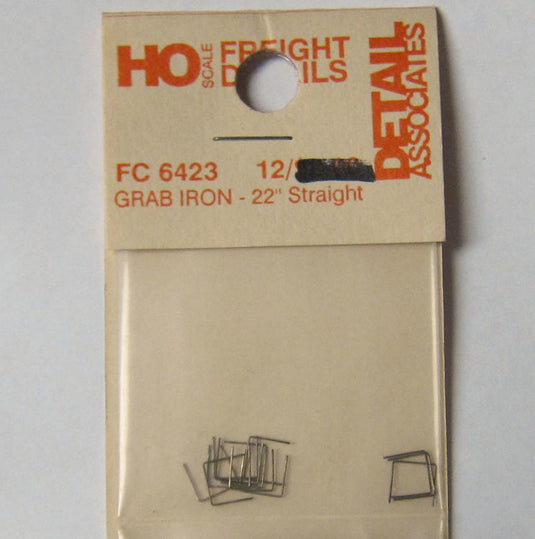 HO
SCALE
FREIGHT
DETAILS
DETAIL
ASSOCIATES
FC 6423 12/
GRAB IRON - 22" Straight